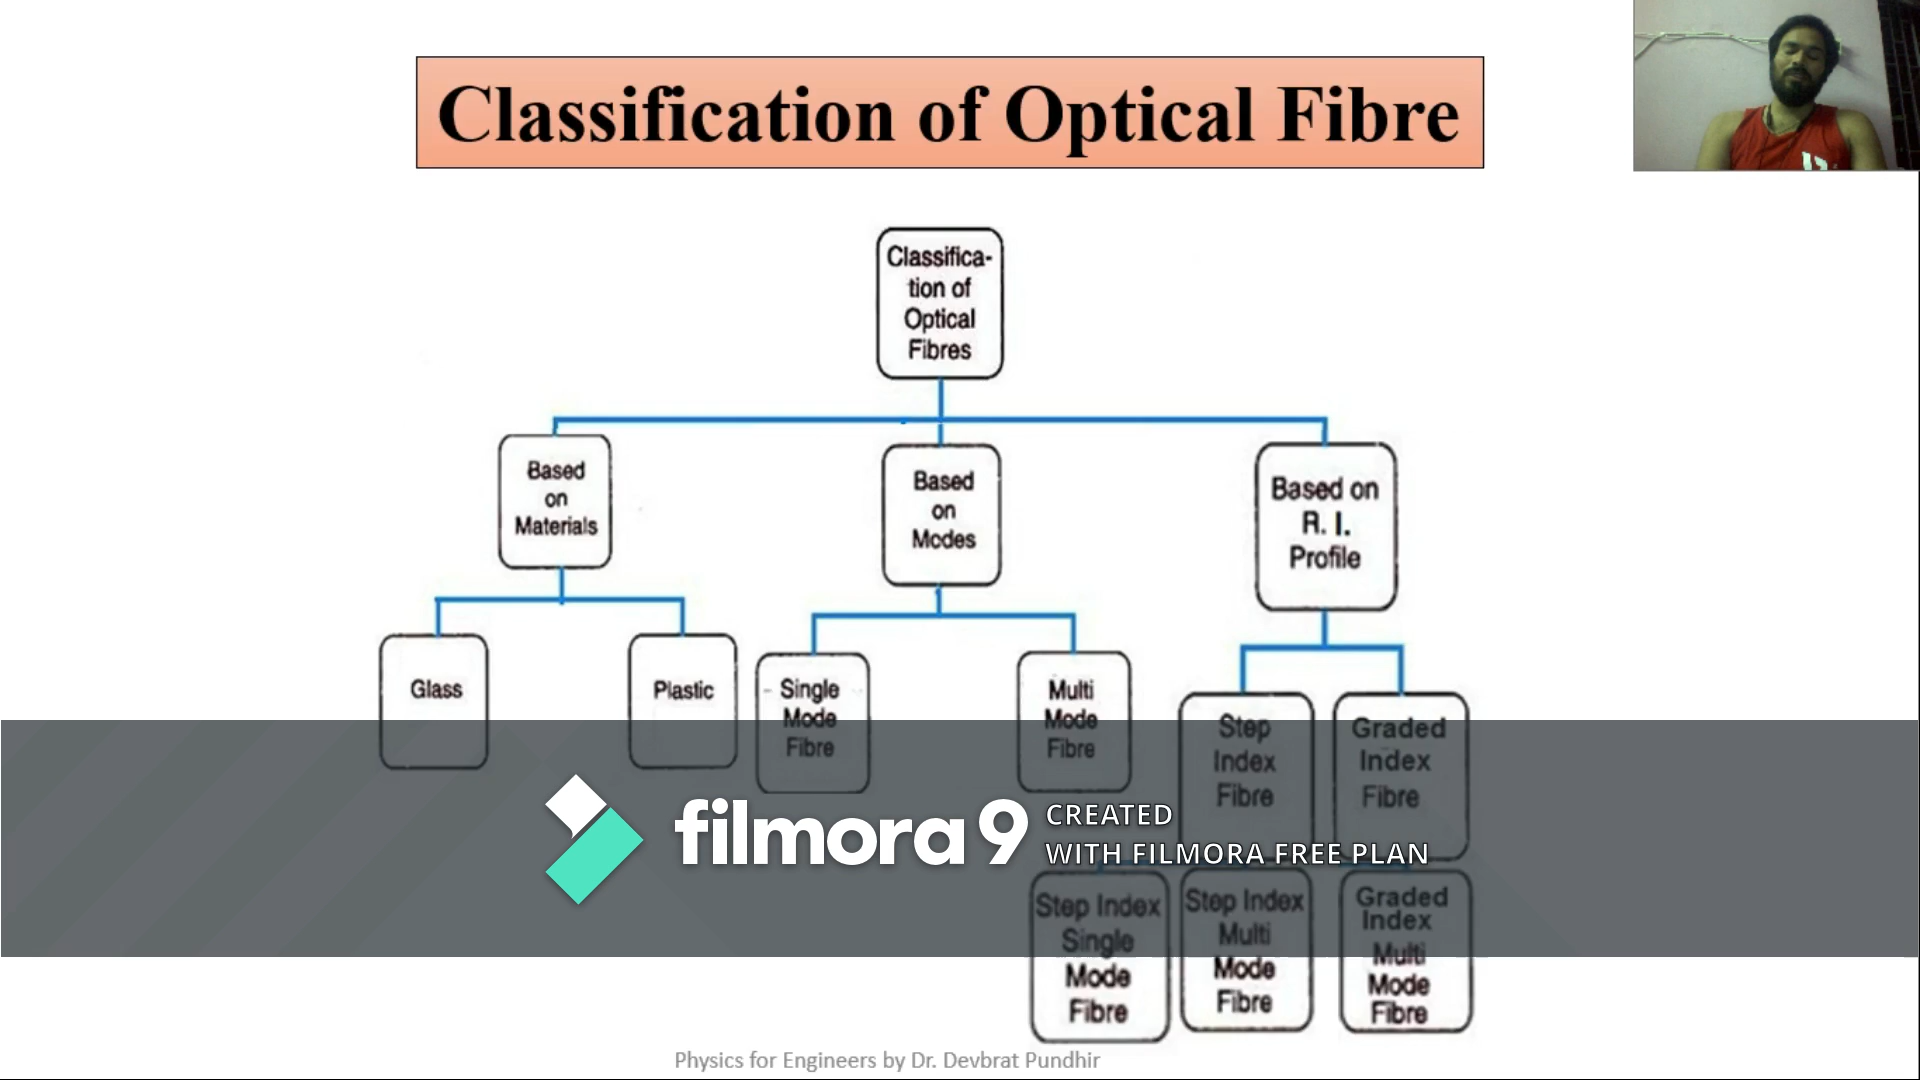 Classification of Optical Fibre
Classifica-
tion of
Optical
Fibres
Based
on
Materials
Based
on
Modes
Based on
R. I.
Profile
Glass
Plastic
Single
Mode
Fibre
Multi
Mode
Fibre
Step
Index
Fibre
Graded
Index
Fibre
filmora 9
CREATED
WITH FILMORA FREE PLAN
Step Index
Single
Mode
Fibre
Step Index
Multi
Mode
Fibre
Graded
Index
Multi
Mode
Fibre
Physics for Engineers by Dr. Devbrat Pundhir